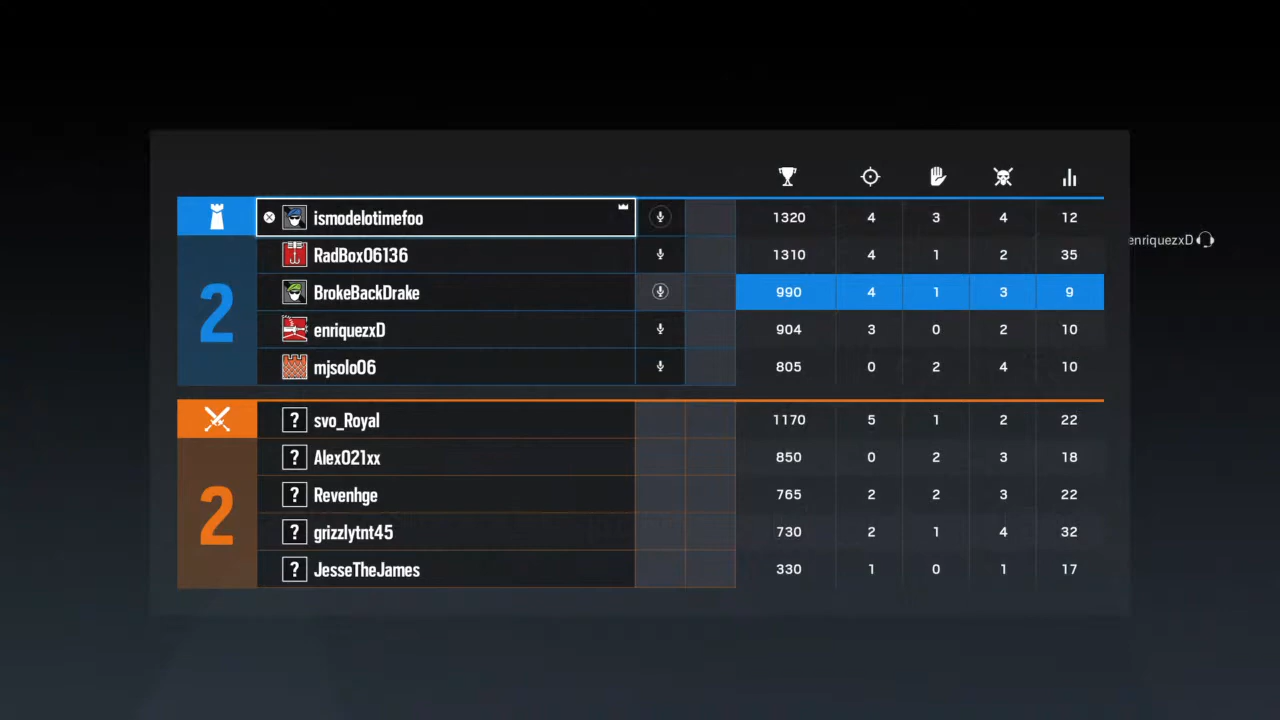 ismodelotimefoo 1320 4 3 4 12
enriquezxD
RadBox06136 1310 4 1 2 35
2 BrokeBackDrake 990 4 1 3 9
enriquezxD 904 3 0 2 10
mjsolo06 805 0 2 4 10
? svo_Royal 1170 5 1 2 22
? Alex021xx 850 0 2 3 18
2 ? Revenhge 765 2 2 3 22
? grizzlytnt45 730 2 1 4 32
? JesseTheJames 330 1 0 1 17